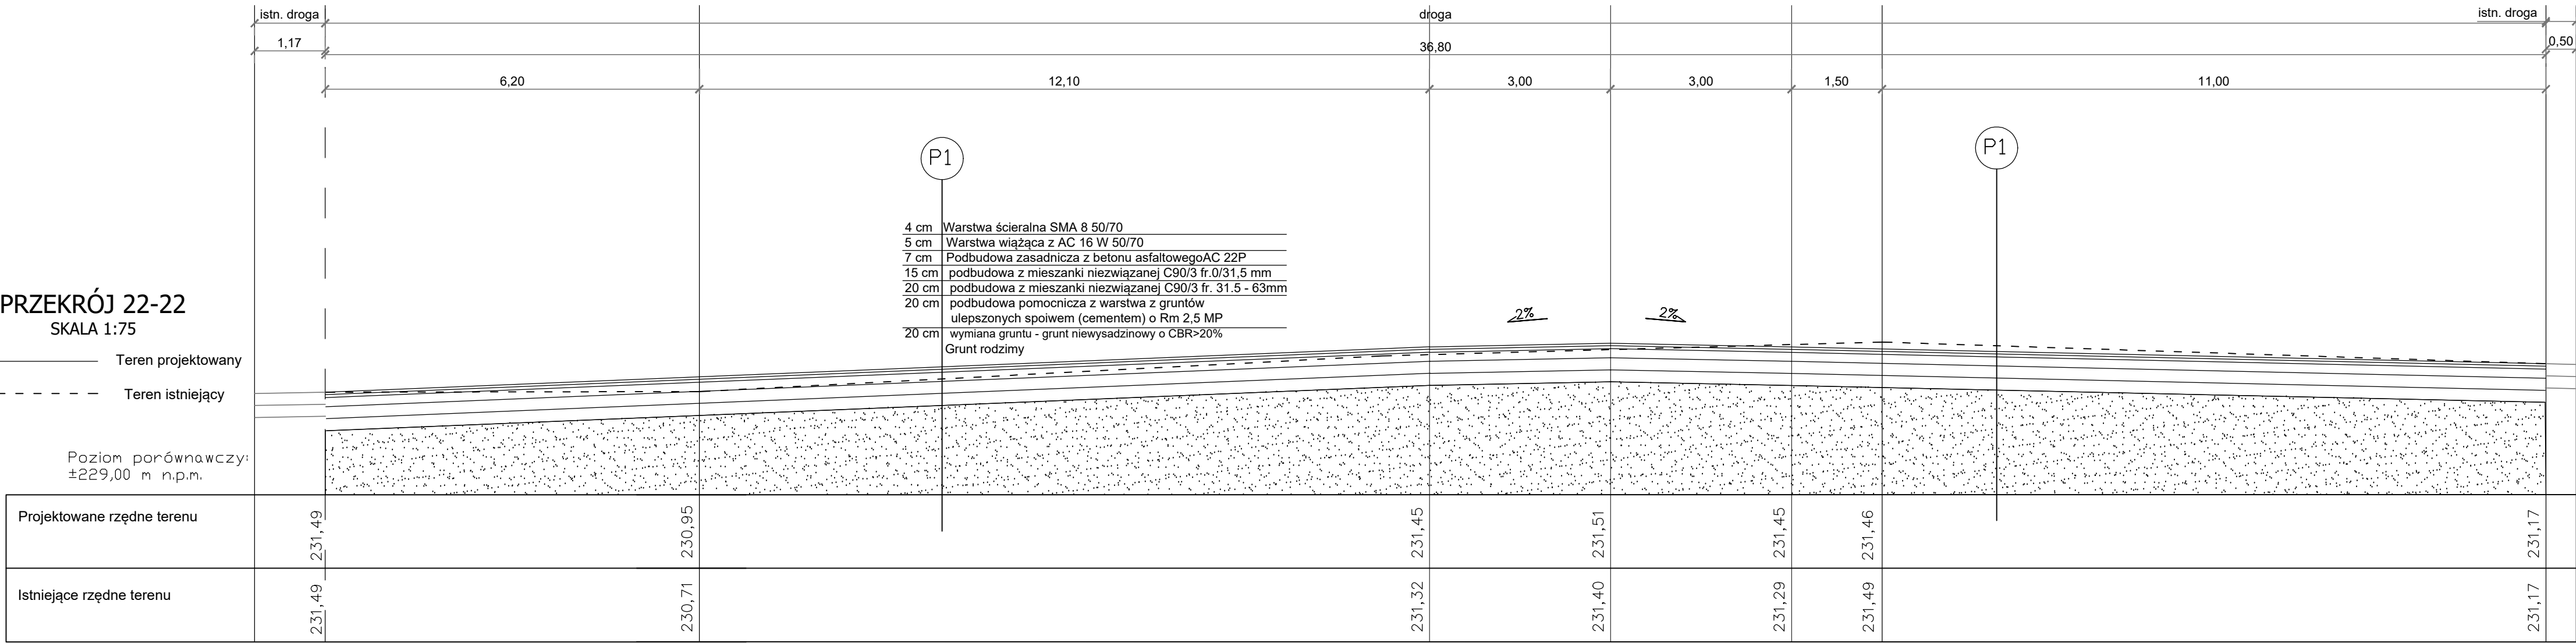 istn. droga
droga
istn. droga
1,17
36,80
0,50
6,20
12,10
3,00
3,00
1,50
11,00
P1
P1
4 cm Warstwa ścieralna SMA 8 50/70
5 cm Warstwa wiążąca z AC 16 W 50/70
7 cm Podbudowa zasadnicza z betonu asfaltowegoAC 22P
15 cm podbudowa z mieszanki niezwiązanej C90/3 fr.0/31,5 mm
20 cm podbudowa z mieszanki niezwiązanej C90/3 fr. 31.5 - 63mm
20 cm podbudowa pomocnicza z warstwa z gruntów
ulepszonych spoiwem (cementem) o Rm 2,5 MP
20 cm wymiana gruntu - grunt niewysadzinowy o CBR>20%
Grunt rodzimy
2%
2%
PRZEKRÓJ 22-22
SKALA 1:75
Teren projektowany
Teren istniejący
Poziom porównawczy:
±229,00 m n.p.m.
Projektowane rzędne terenu
231,49
230,95
231,45
231,51
231,45
231,46
231,17
Istniejące rzędne terenu
231,49
230,71
231,32
231,40
231,29
231,49
231,17